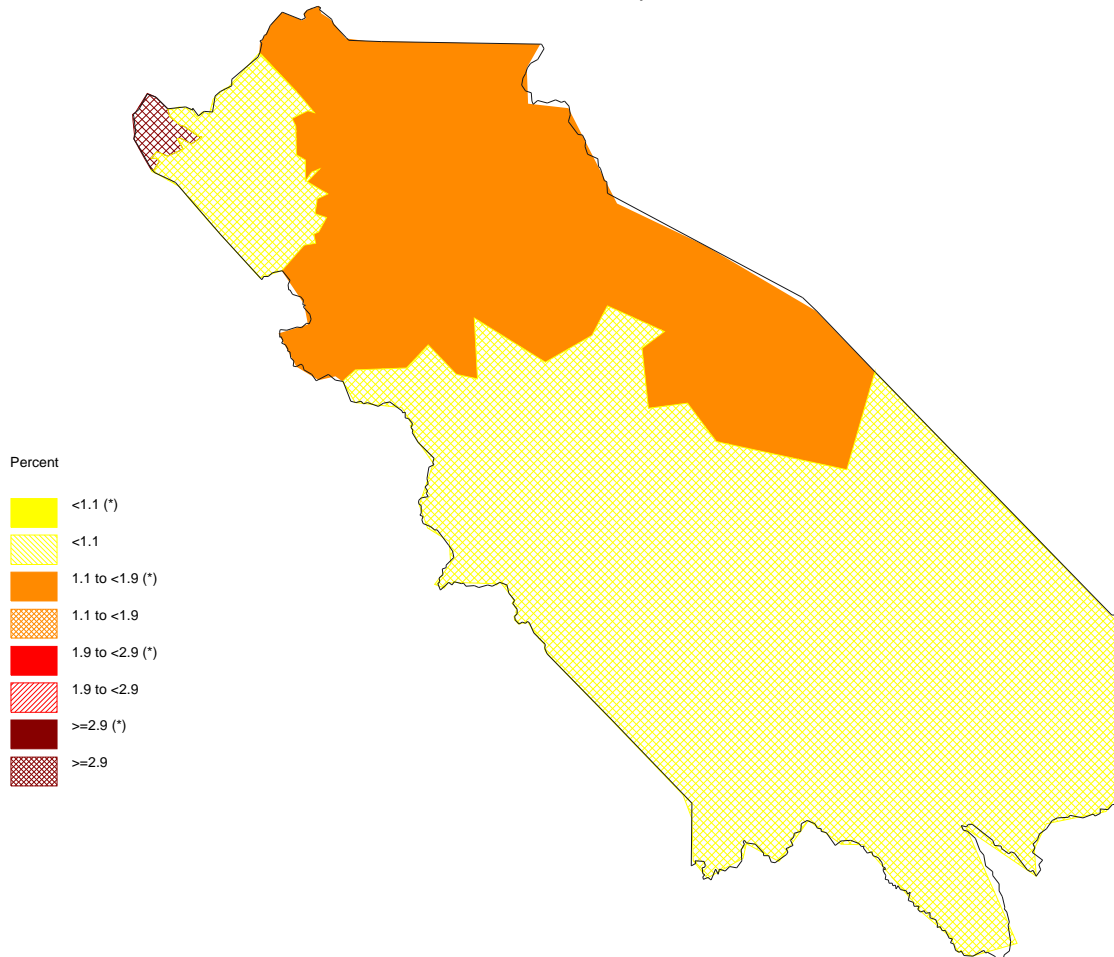 Percent
<1.1 (*)
<1.1
1.1 to <1.9 (*)
1.1 to <1.9
1.9 to <2.9 (*)
1.9 to <2.9
>=2.9 (*)
>=2.9